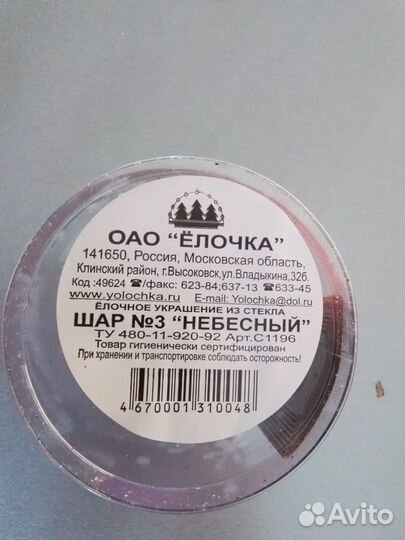 ОАО "ЁЛОЧКА"
141650, Россия, Московская область,
Клинский район, г.Высоковск,ул.Владыкина,32б.
Код :49624 ☎/факс: 623-84;637-13 ☎633-45
www.yolochka.ru E-mail: Yolochka@dol.ru
ЁЛОЧНОЕ УКРАШЕНИЕ ИЗ СТЕКЛА
ШАР №3 "НЕБЕСНЫЙ"
ТУ 480-11-920-92 Арт.С1196
Товар гигиенически сертифицирован
При хранении и транспортировке соблюдать осторожность!
4 670001 310048
Avito